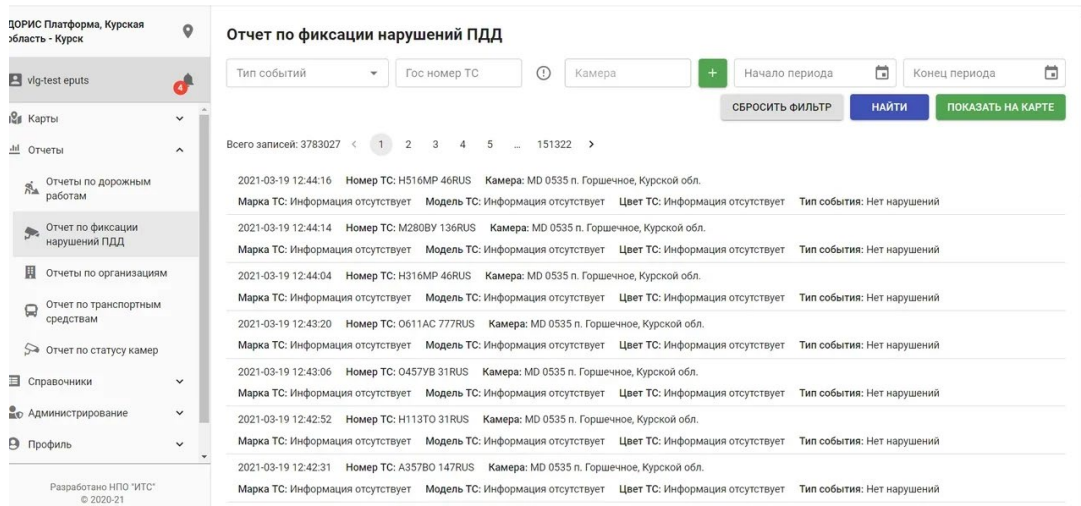 ДОРИС Платформа, Курская
область - Курск
vlg-test eputs
4
Карты
Отчеты
Отчеты по дорожным
работам
Отчет по фиксации
нарушений ПДД
Отчеты по организациям
Отчет по транспортным
средствам
Отчет по статусу камер
Справочники
Администрирование
Профиль
Разработано НПО "ИТС"
© 2020-21
Отчет по фиксации нарушений ПДД
Тип событий Гос номер ТС Камера + Начало периода Конец периода
СБРОСИТЬ ФИЛЬТР НАЙТИ ПОКАЗАТЬ НА КАРТЕ
Всего записей: 3783027 < 1 2 3 4 5 ... 151322 >
2021-03-19 12:44:16 Номер ТС: H516MP 46RUS Камера: MD 0535 п. Горшечное, Курской обл.
Марка ТС: Информация отсутствует Модель ТС: Информация отсутствует Цвет ТС: Информация отсутствует Тип события: Нет нарушений
2021-03-19 12:44:14 Номер ТС: M280BY 136RUS Камера: MD 0535 п. Горшечное, Курской обл.
Марка ТС: Информация отсутствует Модель ТС: Информация отсутствует Цвет ТС: Информация отсутствует Тип события: Нет нарушений
2021-03-19 12:44:04 Номер ТС: H316MP 46RUS Камера: MD 0535 п. Горшечное, Курской обл.
Марка ТС: Информация отсутствует Модель ТС: Информация отсутствует Цвет ТС: Информация отсутствует Тип события: Нет нарушений
2021-03-19 12:43:20 Номер ТС: O611AC 777RUS Камера: MD 0535 п. Горшечное, Курской обл.
Марка ТС: Информация отсутствует Модель ТС: Информация отсутствует Цвет ТС: Информация отсутствует Тип события: Нет нарушений
2021-03-19 12:43:06 Номер ТС: O457YB 31RUS Камера: MD 0535 п. Горшечное, Курской обл.
Марка ТС: Информация отсутствует Модель ТС: Информация отсутствует Цвет ТС: Информация отсутствует Тип события: Нет нарушений
2021-03-19 12:42:52 Номер ТС: H113TO 31RUS Камера: MD 0535 п. Горшечное, Курской обл.
Марка ТС: Информация отсутствует Модель ТС: Информация отсутствует Цвет ТС: Информация отсутствует Тип события: Нет нарушений
2021-03-19 12:42:31 Номер ТС: A357BO 147RUS Камера: MD 0535 п. Горшечное, Курской обл.
Марка ТС: Информация отсутствует Модель ТС: Информация отсутствует Цвет ТС: Информация отсутствует Тип события: Нет нарушений